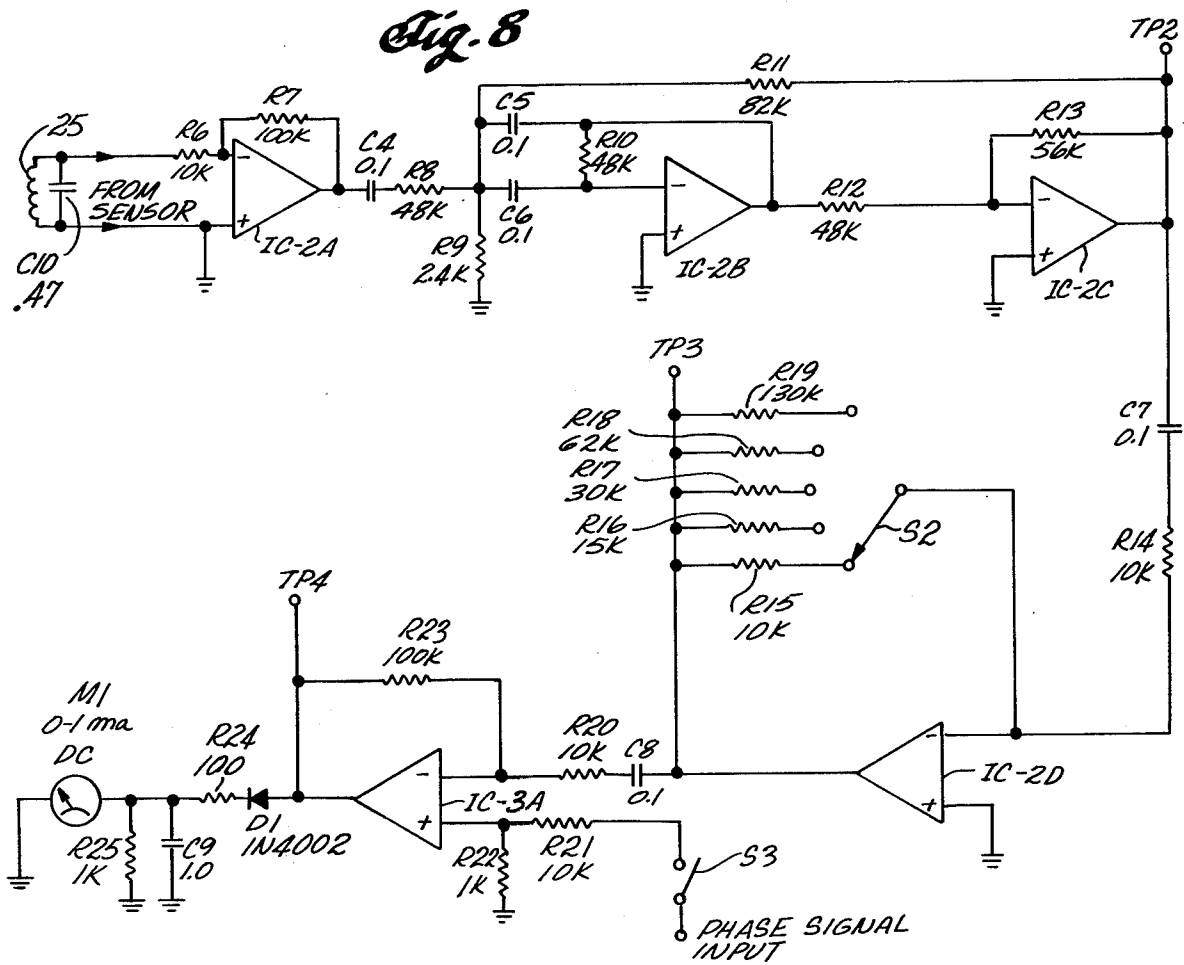 Fig. 8
TP2
R11
82K
25
R6
10K
R7
100K
C4
0.1
R8
48K
C5
0.1
R10
48K
R13
56K
FROM
SENSOR
-
+
IC-2A
C6
0.1
R9
2.4K
-
+
IC-2B
R12
48K
-
+
IC-2C
C10
.47
TP3
R19
130K
R18
62K
R17
30K
R16
15K
R15
10K
S2
C7
0.1
R14
10K
TP4
R23
100K
M1
0-1 ma
DC
R24
100
D1
1N4002
R25
1K
C9
1.0
-
+
IC-3A
R20
10K
C8
0.1
-
+
IC-2D
R22
1K
R21
10K
S3
PHASE SIGNAL
INPUT